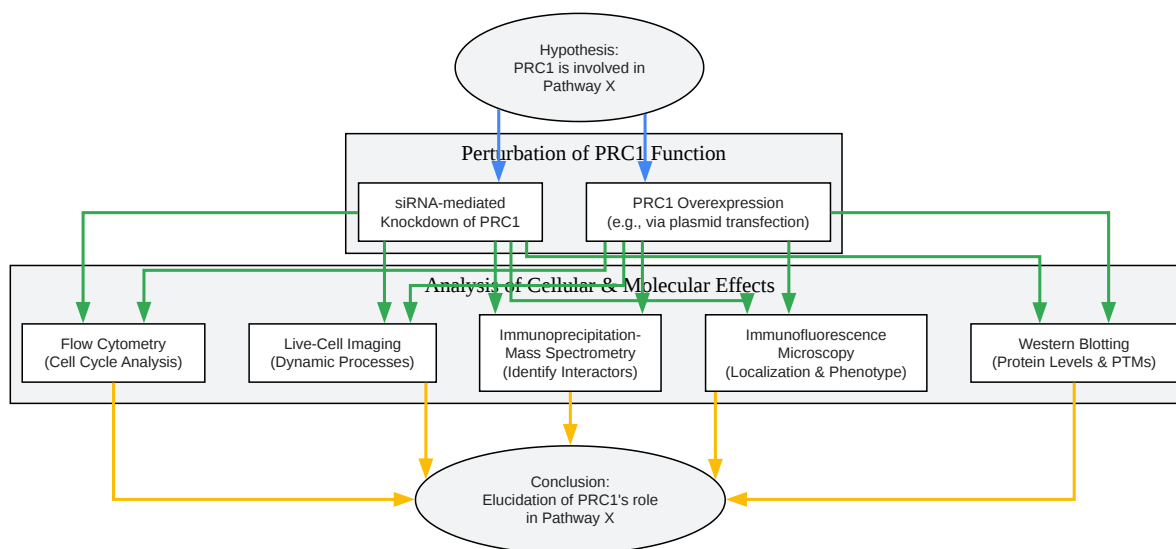 Hypothesis:
PRC1 is involved in
Pathway X
Perturbation of PRC1 Function
siRNA-mediated
Knockdown of PRC1
PRC1 Overexpression
(e.g., via plasmid transfection)
Analysis of Cellular & Molecular Effects
Flow Cytometry
(Cell Cycle Analysis)
Live-Cell Imaging
(Dynamic Processes)
Immunoprecipitation-
Mass Spectrometry
(Identify Interactors)
Immunofluorescence
Microscopy
(Localization & Phenotype)
Western Blotting
(Protein Levels & PTMs)
Conclusion:
Elucidation of PRC1's role
in Pathway X